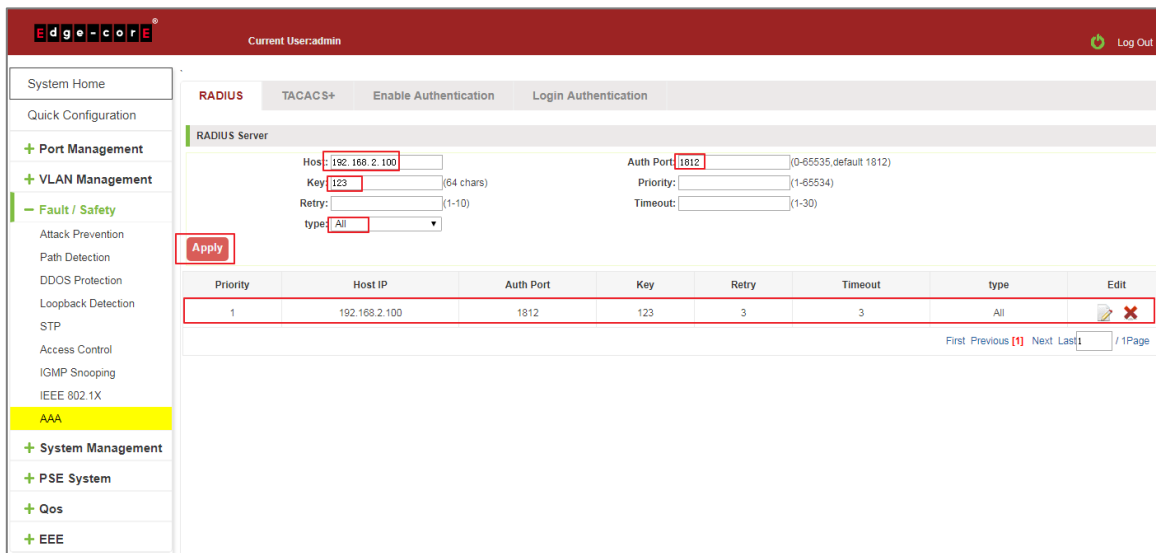 Edge-corE®
Current User:admin
Log Out
System Home
Quick Configuration
+ Port Management
+ VLAN Management
− Fault / Safety
Attack Prevention
Path Detection
DDOS Protection
Loopback Detection
STP
Access Control
IGMP Snooping
IEEE 802.1X
AAA
+ System Management
+ PSE System
+ Qos
+ EEE
RADIUS TACACS+ Enable Authentication Login Authentication
RADIUS Server
Host: 192.168.2.100 Auth Port: 1812 (0-65535,default 1812)
Key: 123 (64 chars) Priority: (1-65534)
Retry: (1-10) Timeout: (1-30)
type: All
Apply
Priority Host IP Auth Port Key Retry Timeout type Edit
1 192.168.2.100 1812 123 3 3 All
First Previous [1] Next Last 1 / 1Page